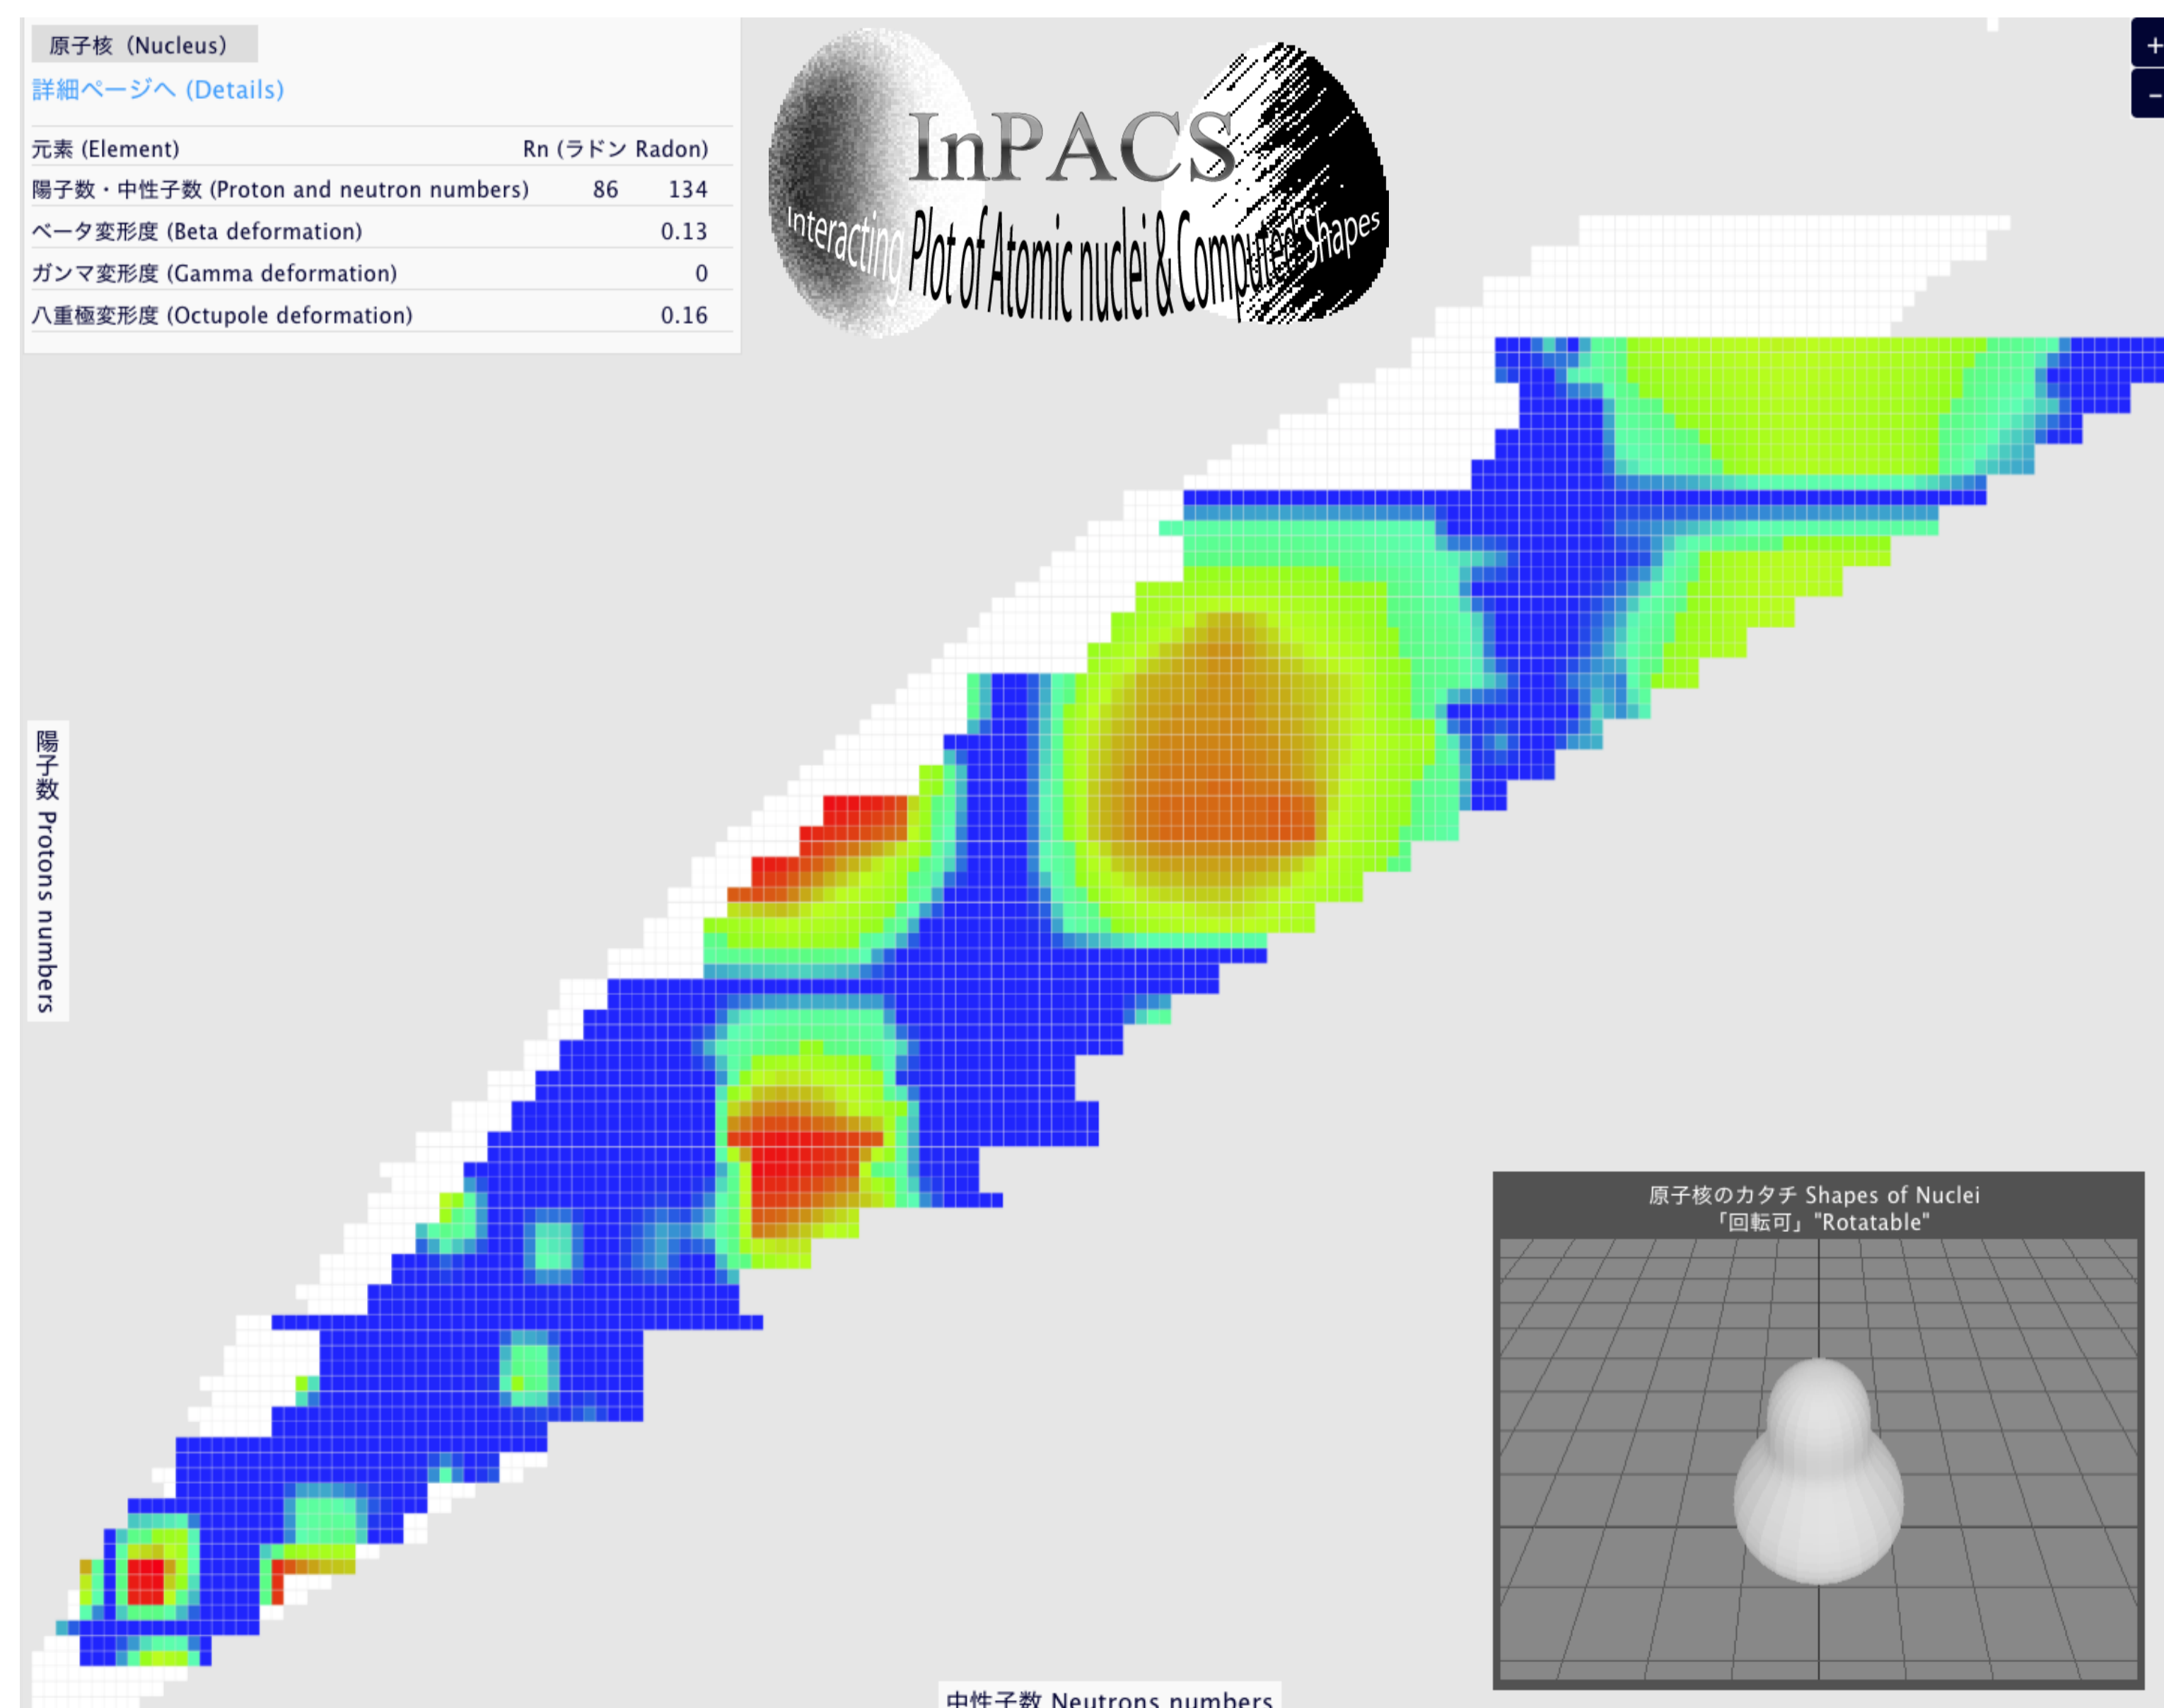 原子核（Nucleus）
詳細ページへ (Details)
元素 (Element) Rn (ラドン Radon)
陽子数・中性子数 (Proton and neutron numbers) 86 134
ベータ変形度 (Beta deformation) 0.13
ガンマ変形度 (Gamma deformation) 0
八重極変形度 (Octupole deformation) 0.16
InPACS
Interacting Plot of Atomic nuclei & Computed Shapes
+
−
陽子数 Protons numbers
原子核のカタチ Shapes of Nuclei
「回転可」"Rotatable"
中性子数 Neutrons numbers